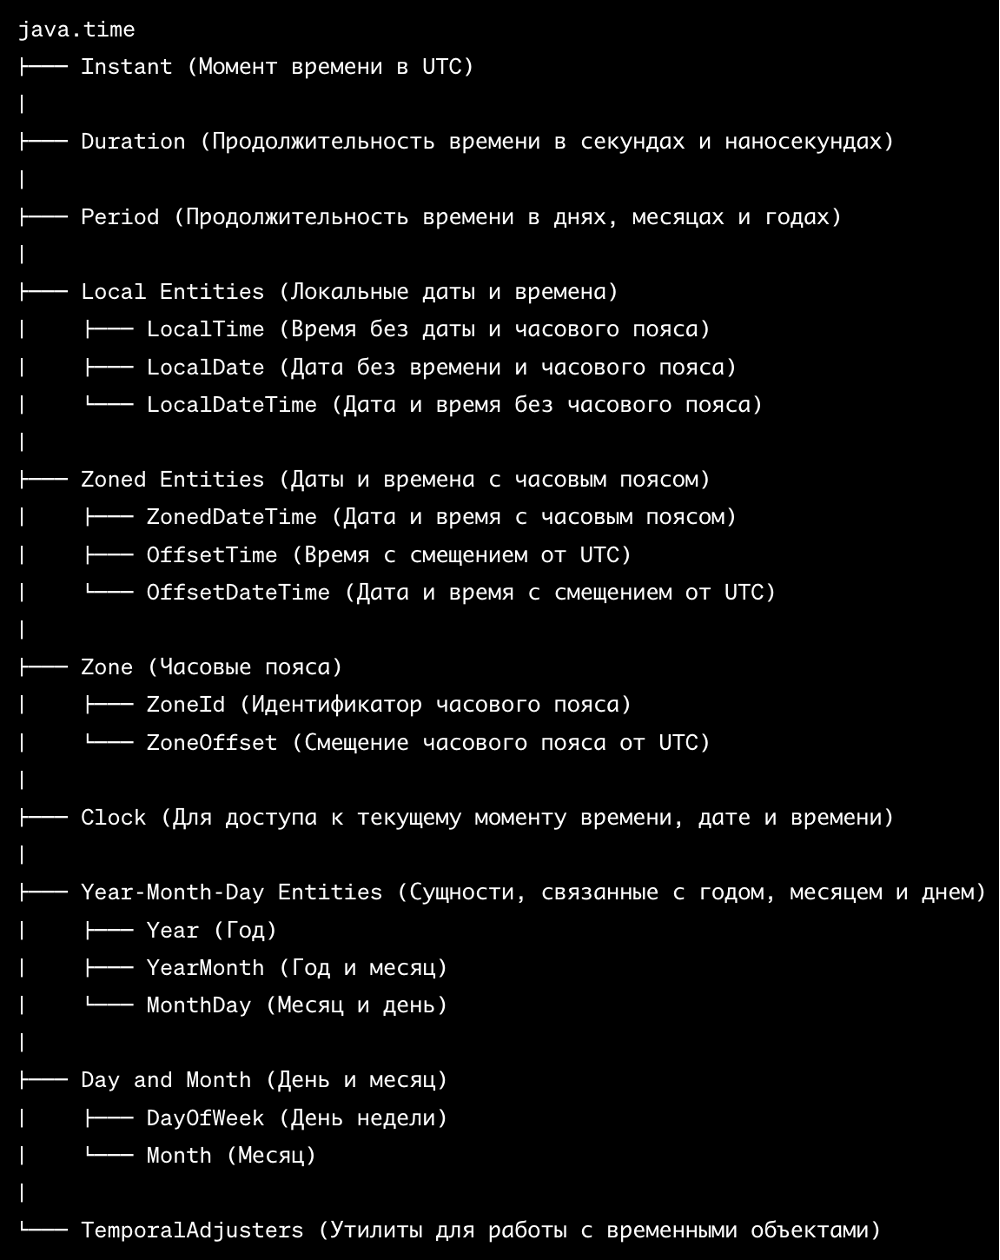 java.time
├── Instant (Момент времени в UTC)
|
├── Duration (Продолжительность времени в секундах и наносекундах)
|
├── Period (Продолжительность времени в днях, месяцах и годах)
|
├── Local Entities (Локальные даты и времена)
|    ├── LocalTime (Время без даты и часового пояса)
|    ├── LocalDate (Дата без времени и часового пояса)
|    └── LocalDateTime (Дата и время без часового пояса)
|
├── Zoned Entities (Даты и времена с часовым поясом)
|    ├── ZonedDateTime (Дата и время с часовым поясом)
|    ├── OffsetTime (Время с смещением от UTC)
|    └── OffsetDateTime (Дата и время с смещением от UTC)
|
├── Zone (Часовые пояса)
|    ├── ZoneId (Идентификатор часового пояса)
|    └── ZoneOffset (Смещение часового пояса от UTC)
|
├── Clock (Для доступа к текущему моменту времени, дате и времени)
|
├── Year-Month-Day Entities (Сущности, связанные с годом, месяцем и днем)
|    ├── Year (Год)
|    ├── YearMonth (Год и месяц)
|    └── MonthDay (Месяц и день)
|
├── Day and Month (День и месяц)
|    ├── DayOfWeek (День недели)
|    └── Month (Месяц)
|
└── TemporalAdjusters (Утилиты для работы с временными объектами)